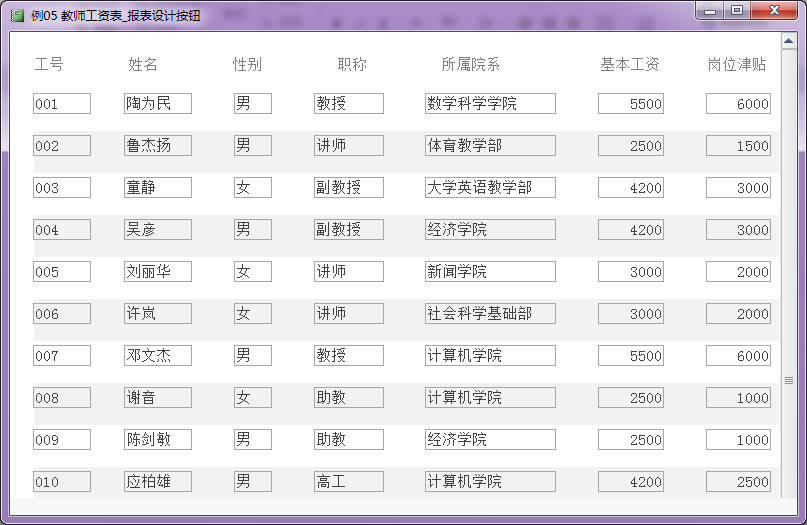 例05 教师工资表_报表设计按钮
工号 姓名 性别 职称 所属院系 基本工资 岗位津贴
001 陶为民 男 教授 数学科学学院 5500 6000
002 鲁杰扬 男 讲师 体育教学部 2500 1500
003 童静 女 副教授 大学英语教学部 4200 3000
004 吴彦 男 副教授 经济学院 4200 3000
005 刘丽华 女 讲师 新闻学院 3000 2000
006 许岚 女 讲师 社会科学基础部 3000 2000
007 邓文杰 男 教授 计算机学院 5500 6000
008 谢音 女 助教 计算机学院 2500 1000
009 陈剑敏 男 助教 经济学院 2500 1000
010 应柏雄 男 高工 计算机学院 4200 2500